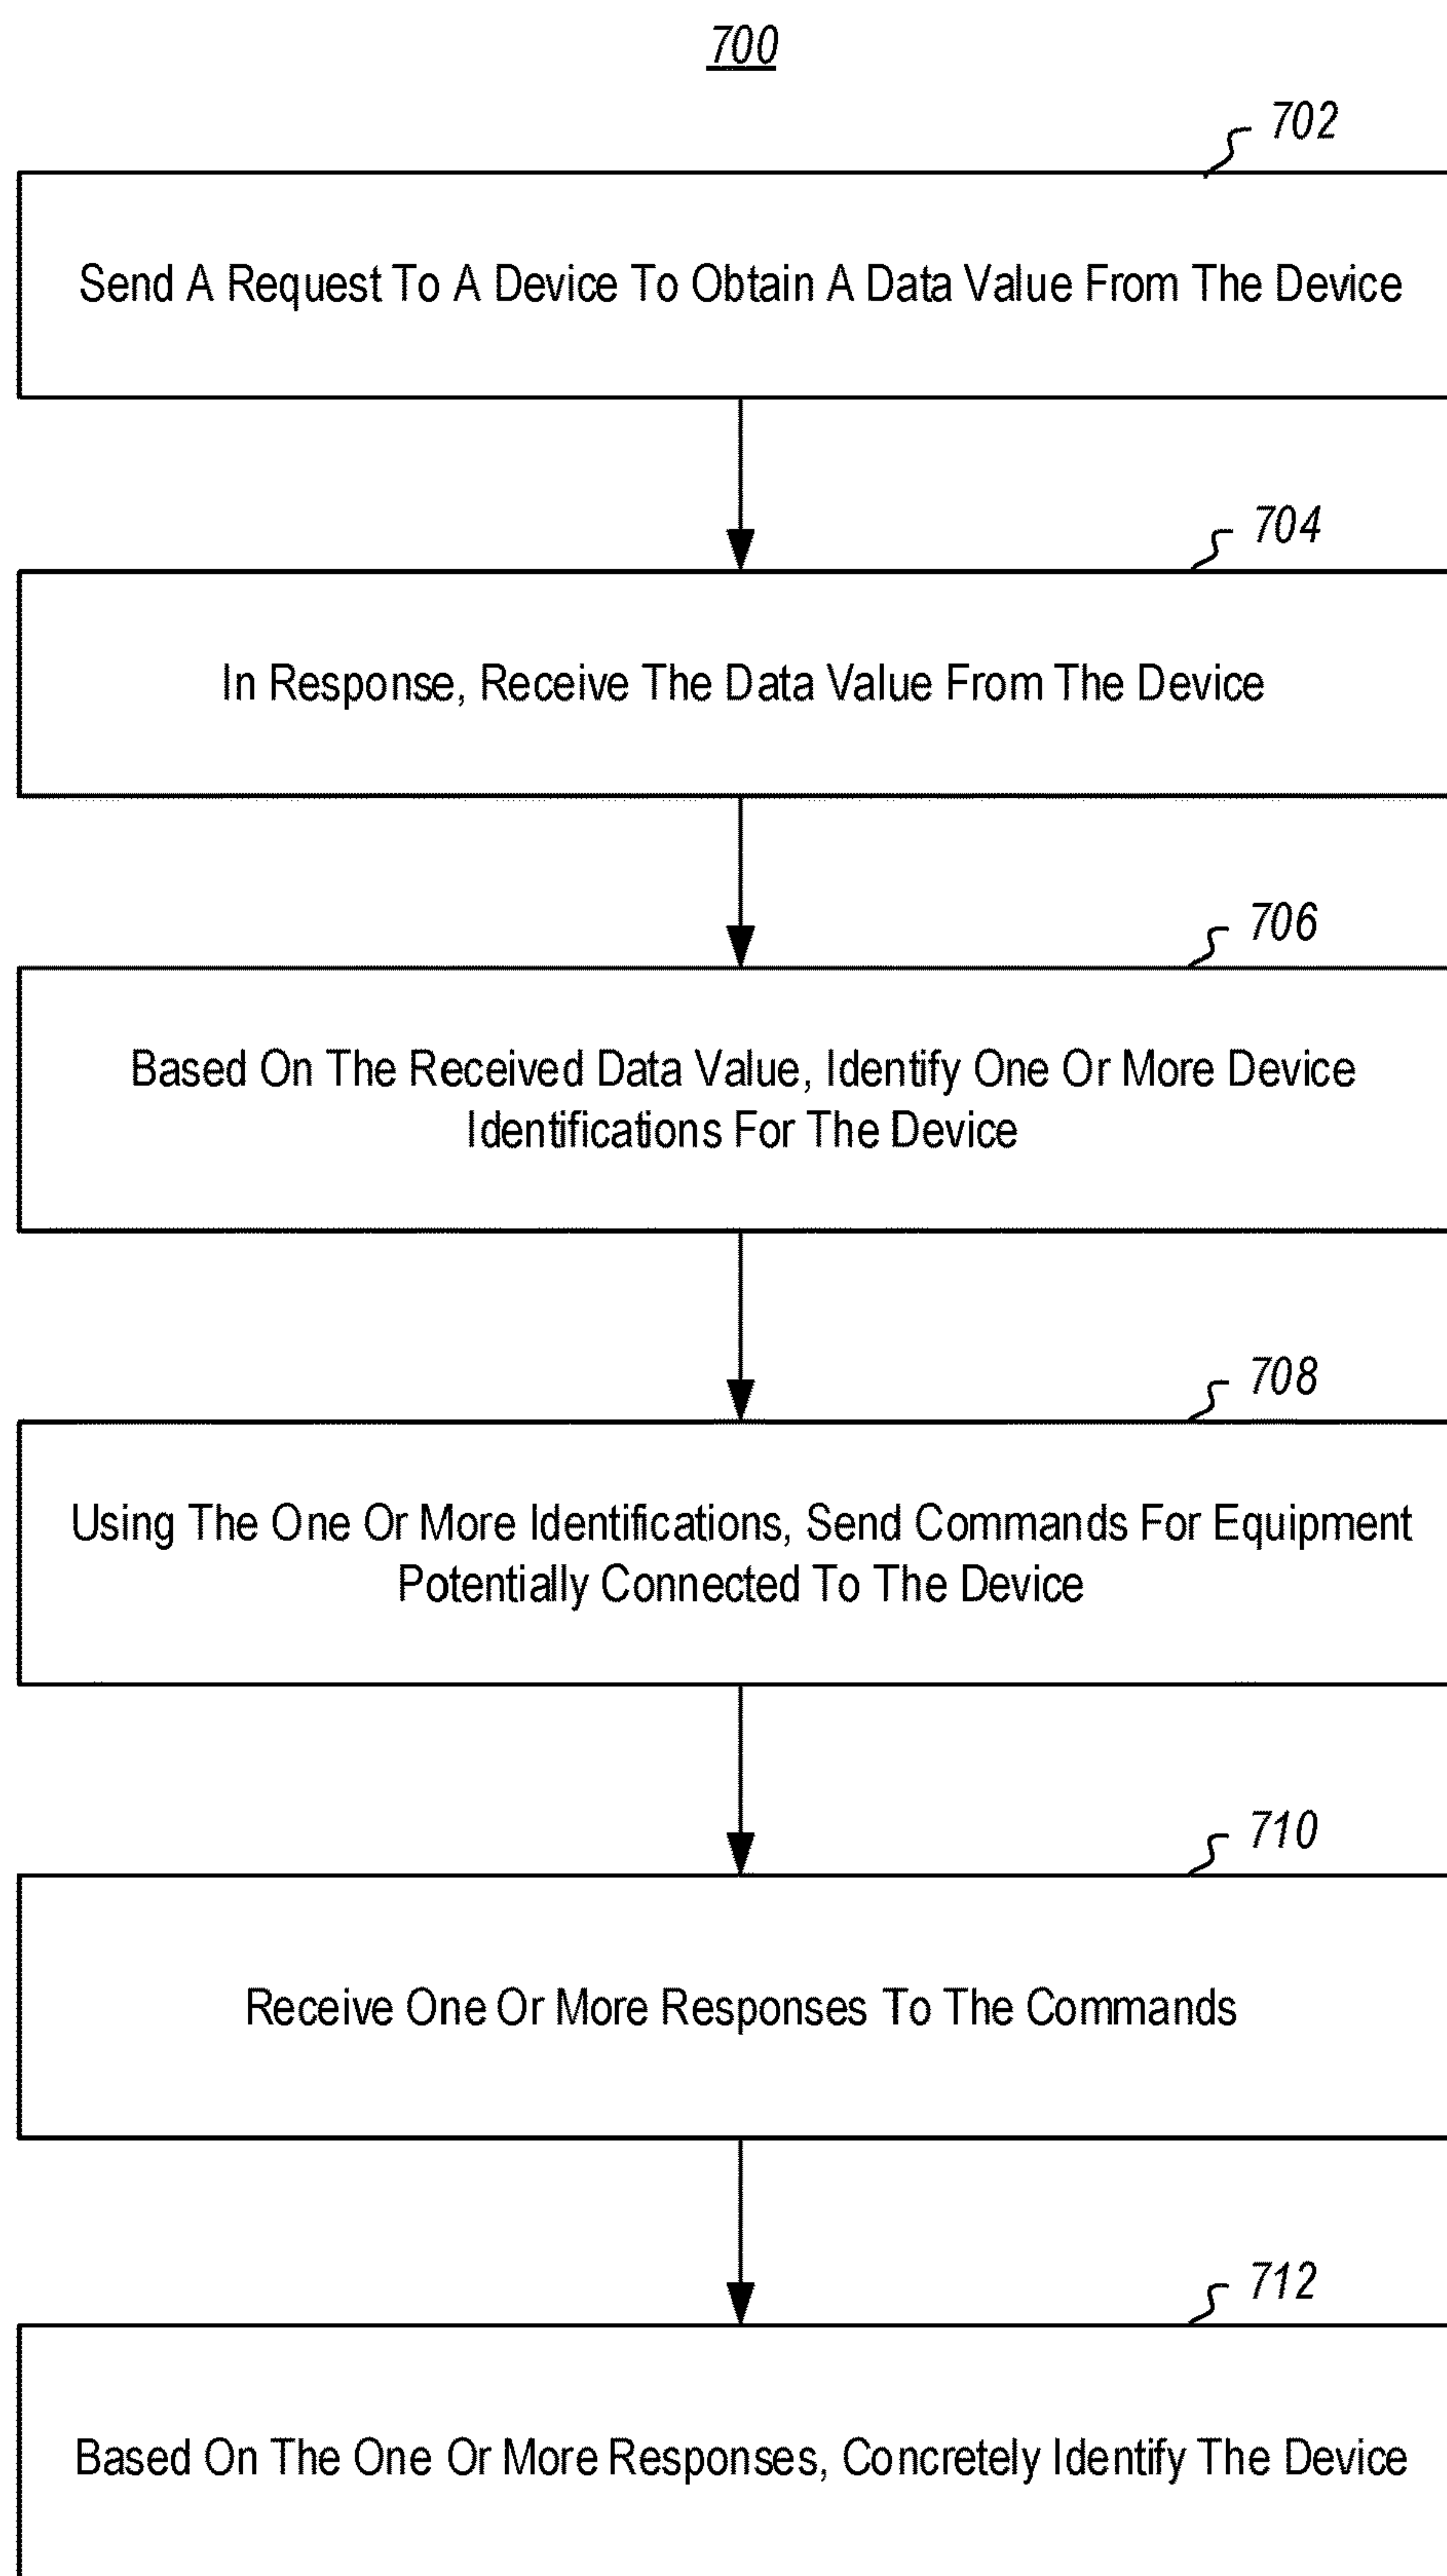 700
702
Send A Request To A Device To Obtain A Data Value From The Device
704
In Response, Receive The Data Value From The Device
706
Based On The Received Data Value, Identify One Or More Device
Identifications For The Device
708
Using The One Or More Identifications, Send Commands For Equipment
Potentially Connected To The Device
710
Receive One Or More Responses To The Commands
712
Based On The One Or More Responses, Concretely Identify The Device